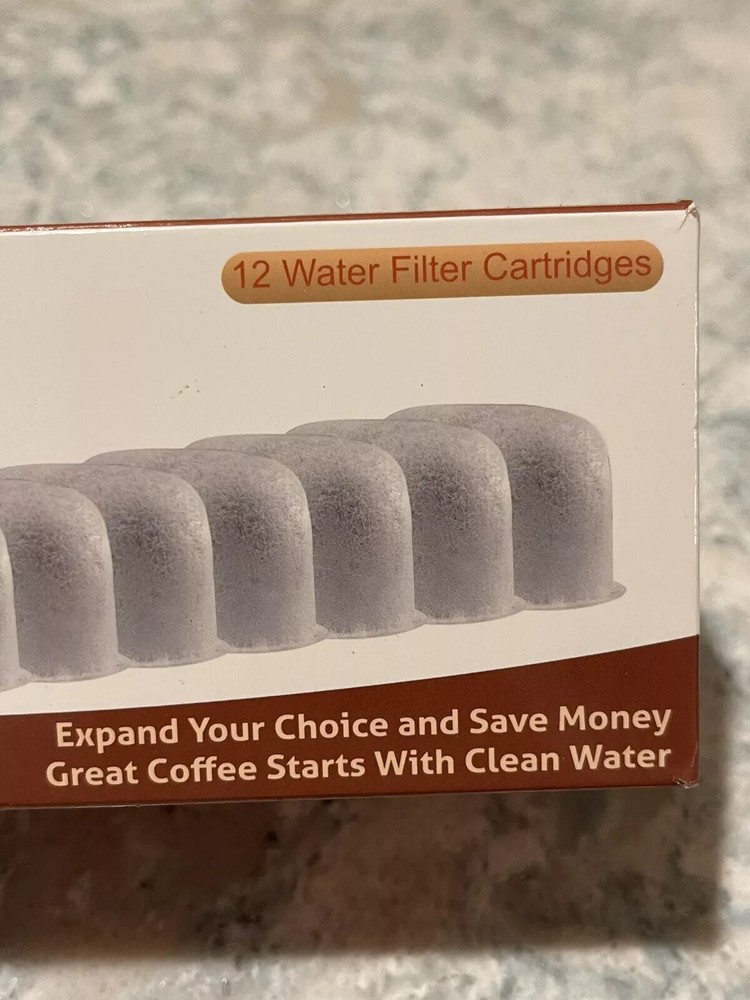 12 Water Filter Cartridges
Expand Your Choice and Save Money
Great Coffee Starts With Clean Water